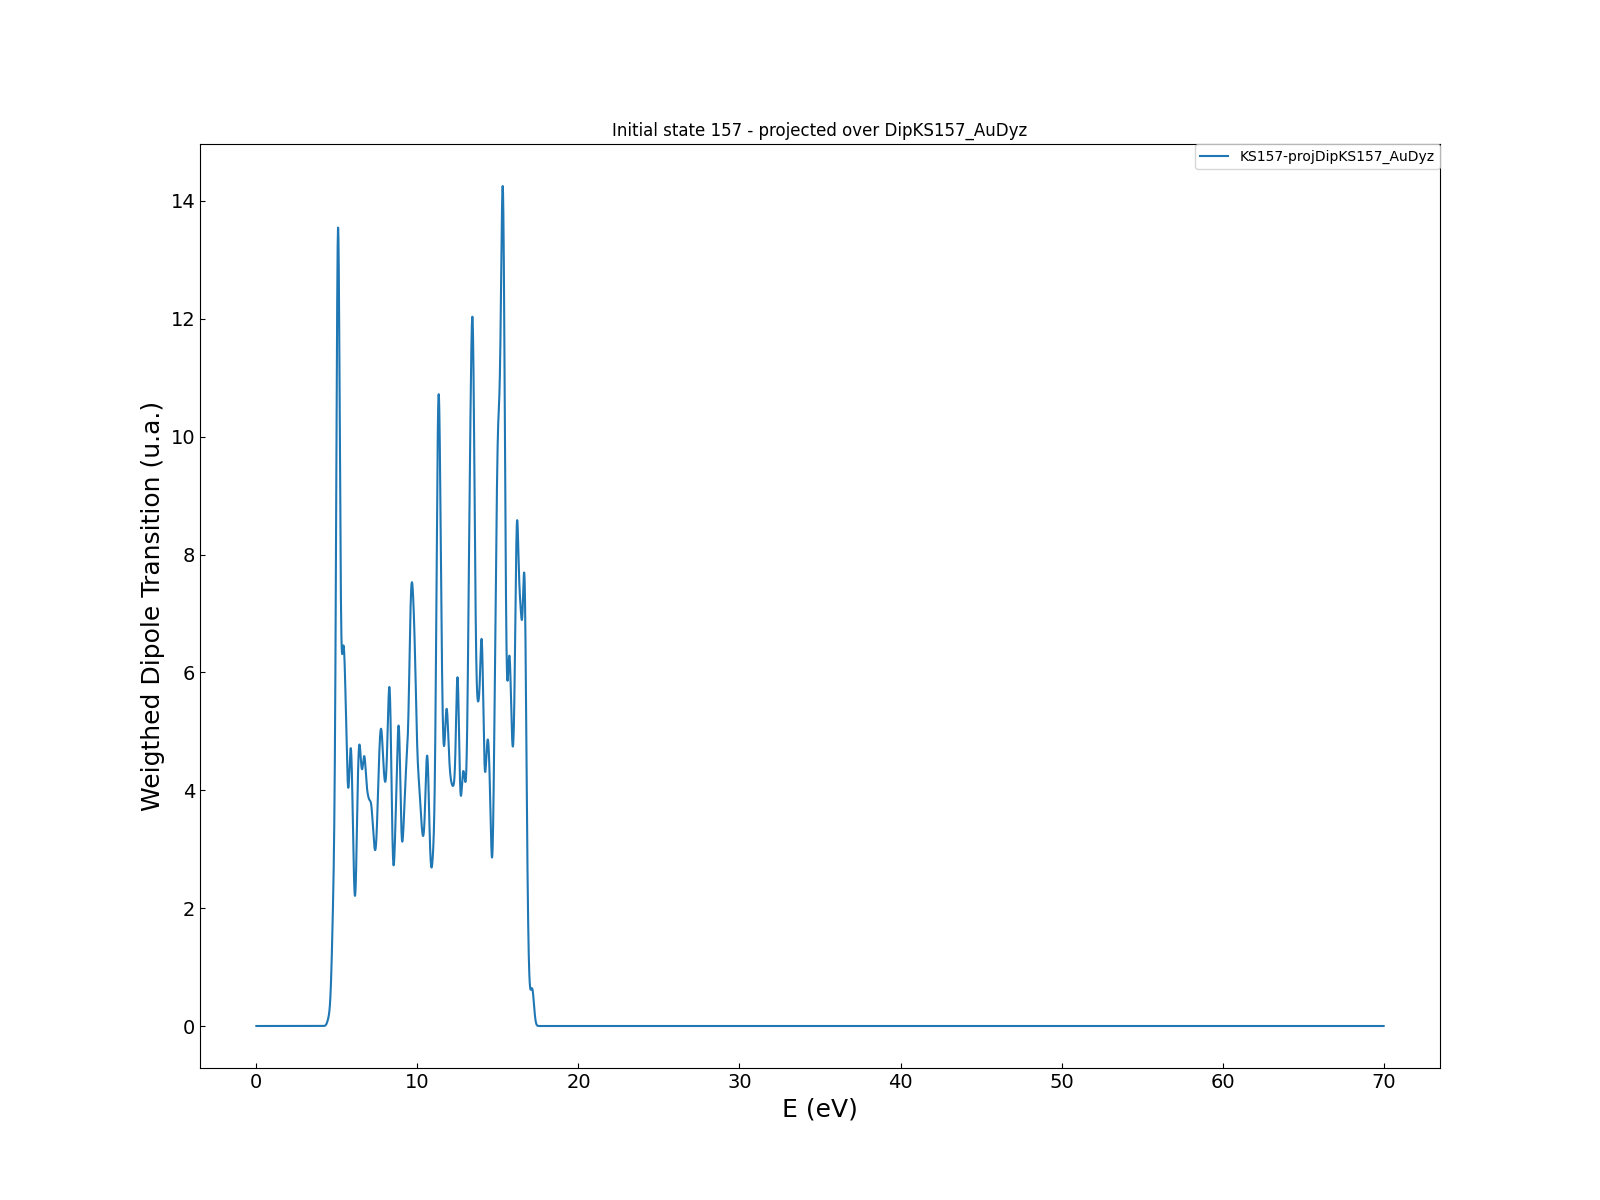 Initial state 157 - projected over DipKS157_AuDyz
KS157-projDipKS157_AuDyz
14
12
10
8
6
4
2
0
Weigthed Dipole Transition (u.a.)
0 10 20 30 40 50 60 70
E (eV)